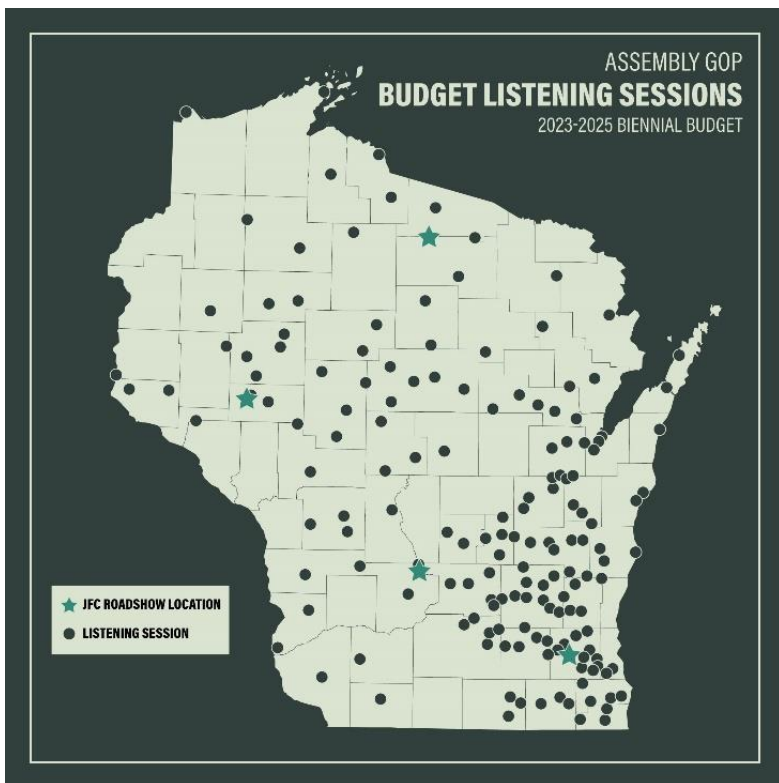 ASSEMBLY GOP
BUDGET LISTENING SESSIONS
2023-2025 BIENNIAL BUDGET
JFC ROADSHOW LOCATION
LISTENING SESSION